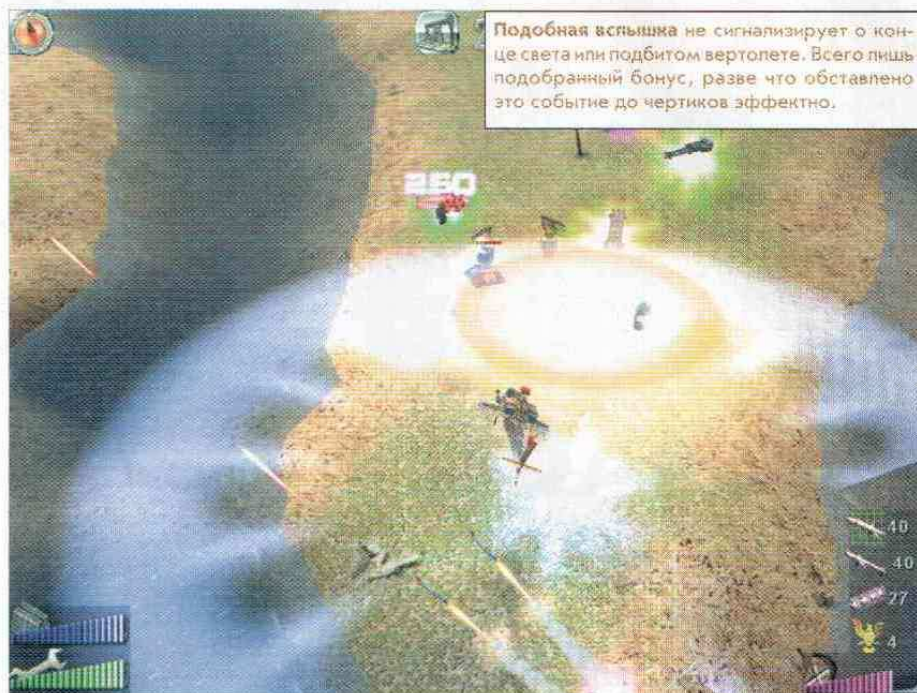 Подобная вспышка не сигнализирует о кон-
це света или подбитом вертолете. Всего лишь
подобранный бонус, разве что обставлено
это событие до чертиков эффектно.
250
40
40
27
4